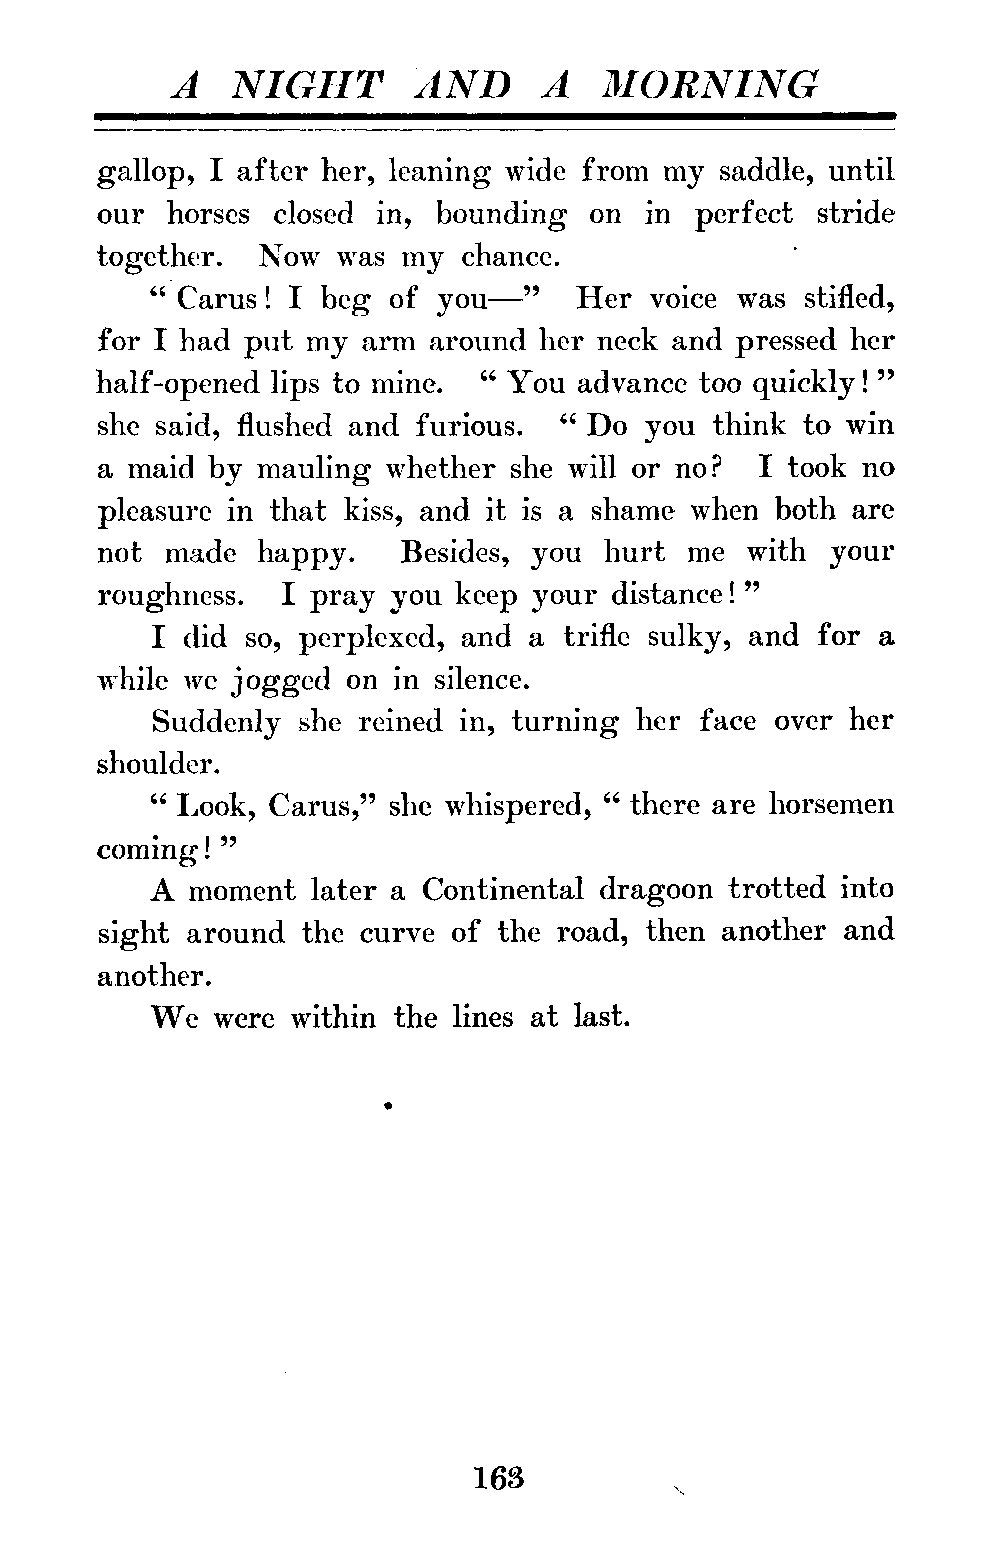 A NIGHT AND A MORNING
gallop, I after her, leaning wide from my saddle, until
our horses closed in, bounding on in perfect stride
together. Now was my chance.
“ Carus! I beg of you—” Her voice was stifled,
for I had put my arm around her neck and pressed her
half-opened lips to mine. “ You advance too quickly! ”
she said, flushed and furious. “ Do you think to win
a maid by mauling whether she will or no? I took no
pleasure in that kiss, and it is a shame when both are
not made happy. Besides, you hurt me with your
roughness. I pray you keep your distance! ”
I did so, perplexed, and a trifle sulky, and for a
while we jogged on in silence.
Suddenly she reined in, turning her face over her
shoulder.
“ Look, Carus,” she whispered, “ there are horsemen
coming! ”
A moment later a Continental dragoon trotted into
sight around the curve of the road, then another and
another.
We were within the lines at last.
163